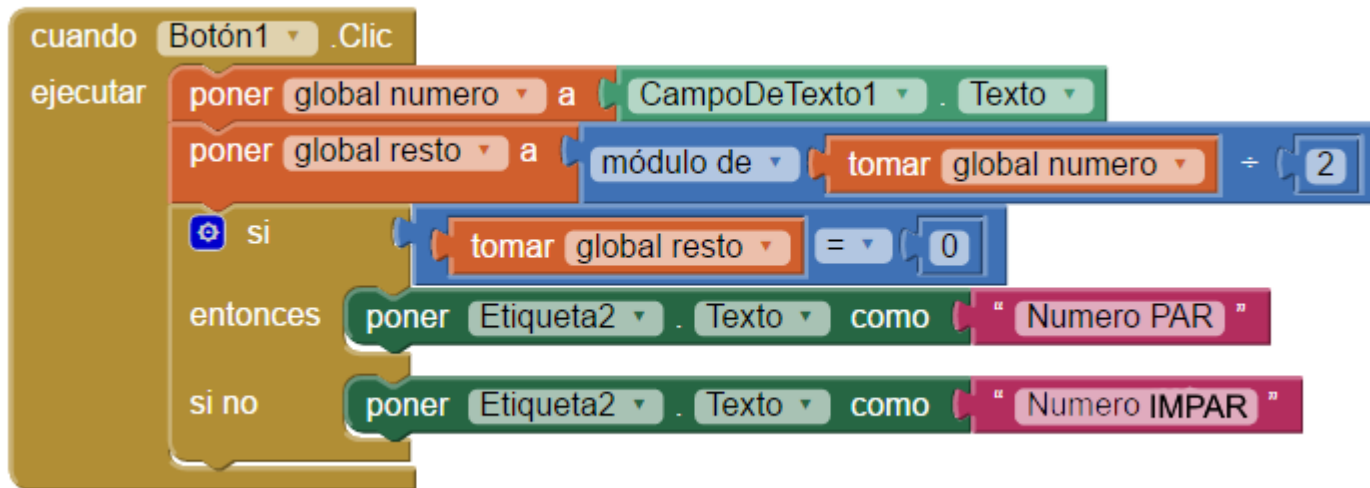 cuando Botón1 .Clic
ejecutar poner global numero a CampoDeTexto1 . Texto
poner global resto a módulo de tomar global numero ÷ 2
si tomar global resto = 0
entonces poner Etiqueta2 . Texto como “ Numero PAR ”
si no poner Etiqueta2 . Texto como “ Numero IMPAR ”